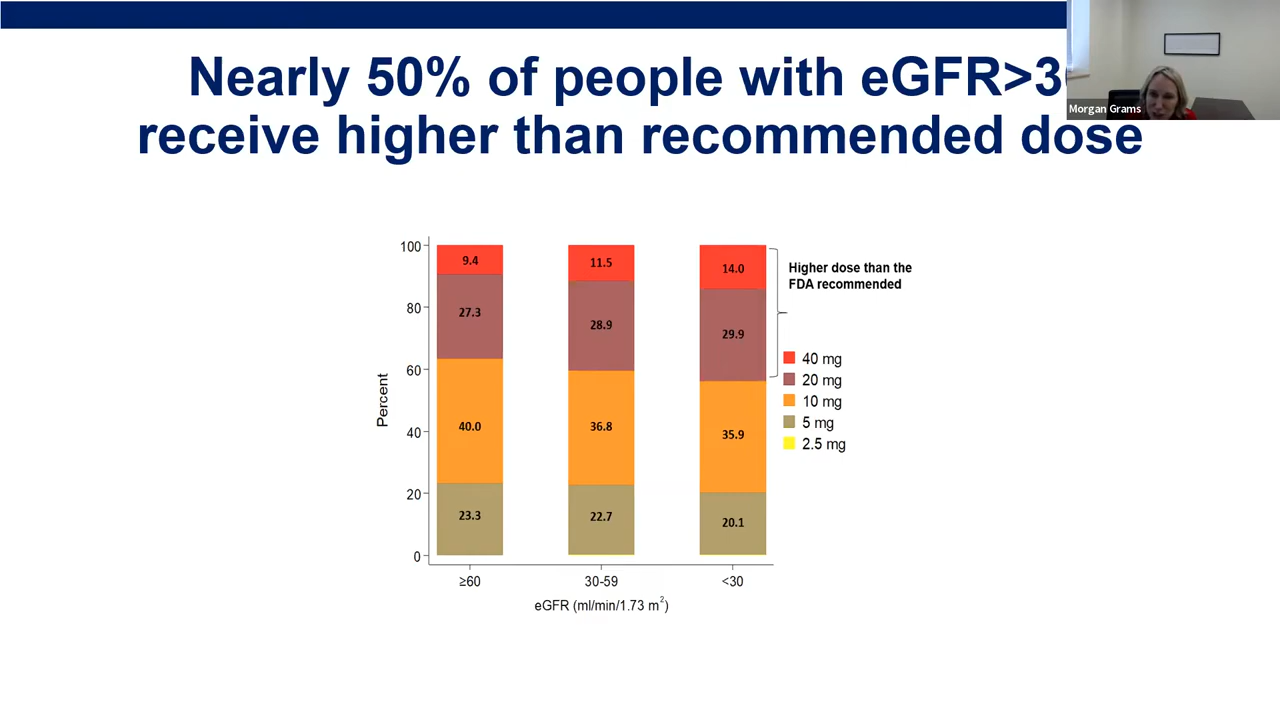 Nearly 50% of people with eGFR>3
receive higher than recommended dose
Morgan Grams
100
80
60
40
20
0
Percent
9.4
27.3
40.0
23.3
11.5
28.9
36.8
22.7
14.0
29.9
35.9
20.1
≥60
30-59
<30
eGFR (ml/min/1.73 m²)
Higher dose than the
FDA recommended
40 mg
20 mg
10 mg
5 mg
2.5 mg